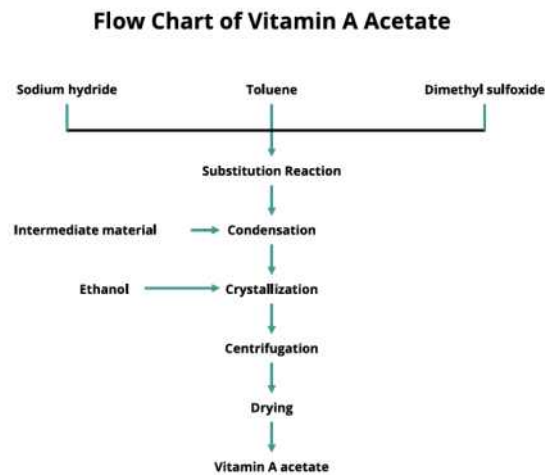 Flow Chart of Vitamin A Acetate
Sodium hydride
Toluene
Dimethyl sulfoxide
Substitution Reaction
Intermediate material
Condensation
Ethanol
Crystallization
Centrifugation
Drying
Vitamin A acetate